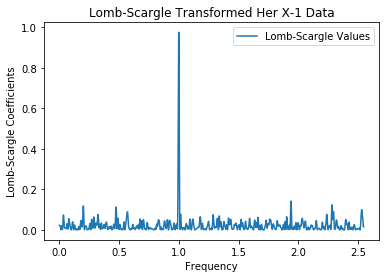 Lomb-Scargle Transformed Her X-1 Data
Lomb-Scargle Values
Lomb-Scargle Coefficients
1.0
0.8
0.6
0.4
0.2
0.0
0.0 0.5 1.0 1.5 2.0 2.5
Frequency